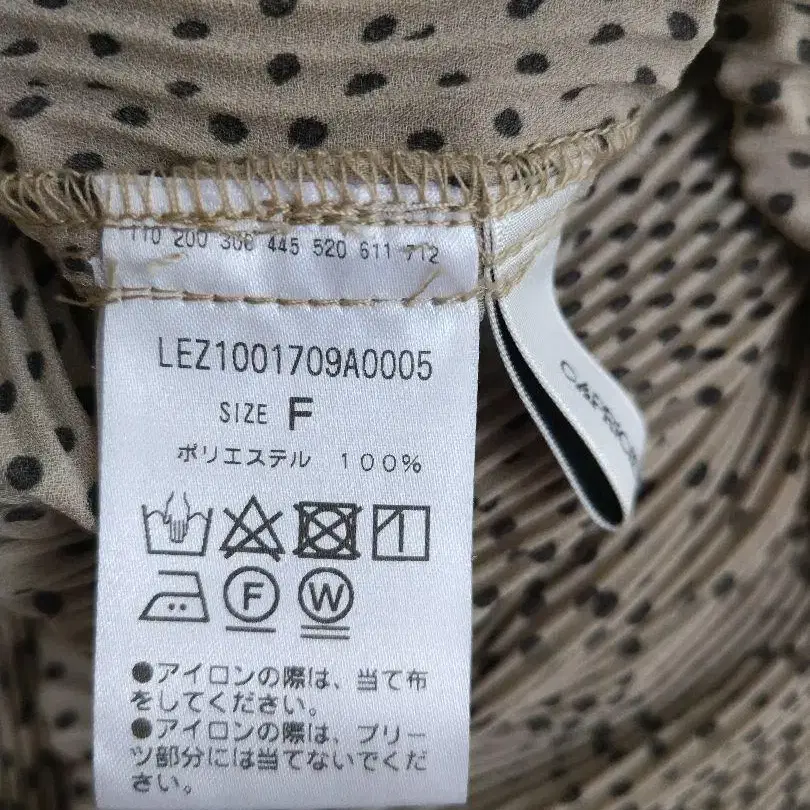 110 200 306 445 520 611 712
LEZ1001709A0005
SIZE F
ポリエステル 100%
F W
●アイロンの際は、当て布
をしてください。
●アイロンの際は、プリー
ツ部分には当てないでくだ
さい。